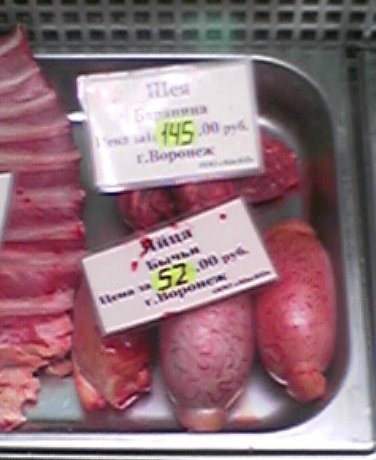 Шея
Баранина
Цена за 145.00 руб.
г.Воронеж
Яйца
Бычьи
Цена за 52.00 руб.
г.Воронеж